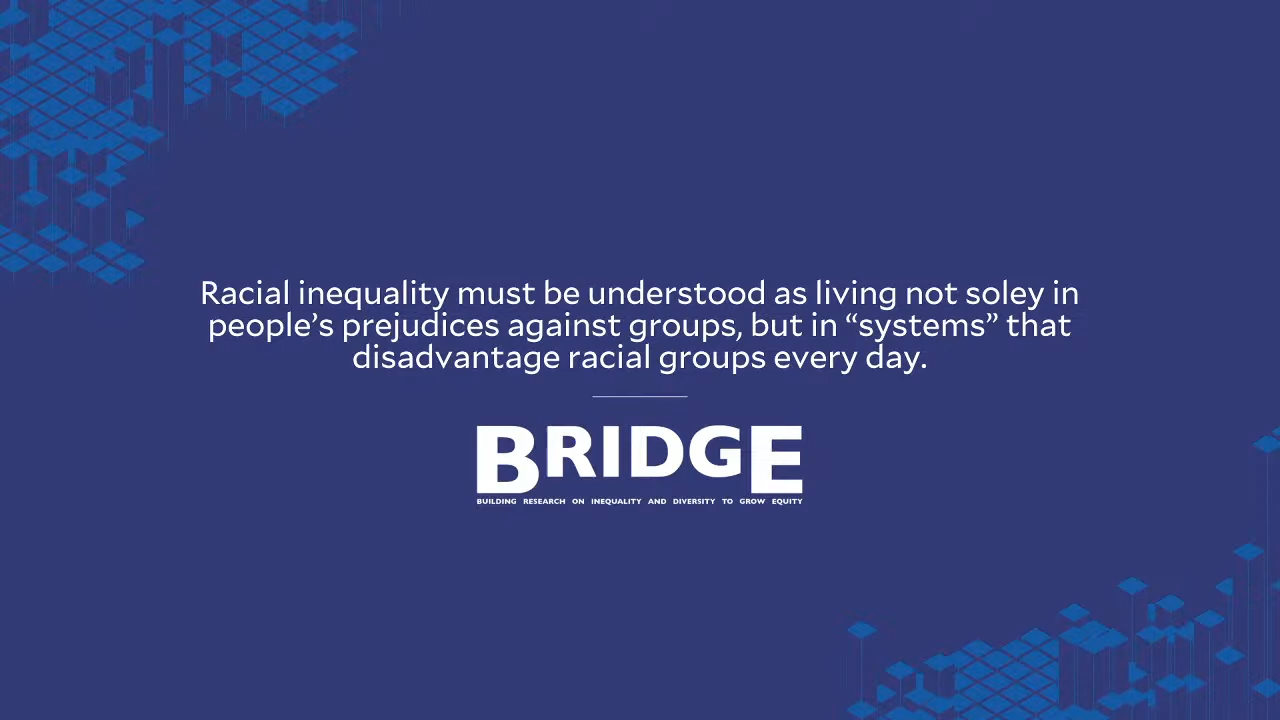 Racial inequality must be understood as living not soley in
people’s prejudices against groups, but in “systems” that
disadvantage racial groups every day.
BRIDGE
BUILDING RESEARCH ON INEQUALITY AND DIVERSITY TO GROW EQUITY